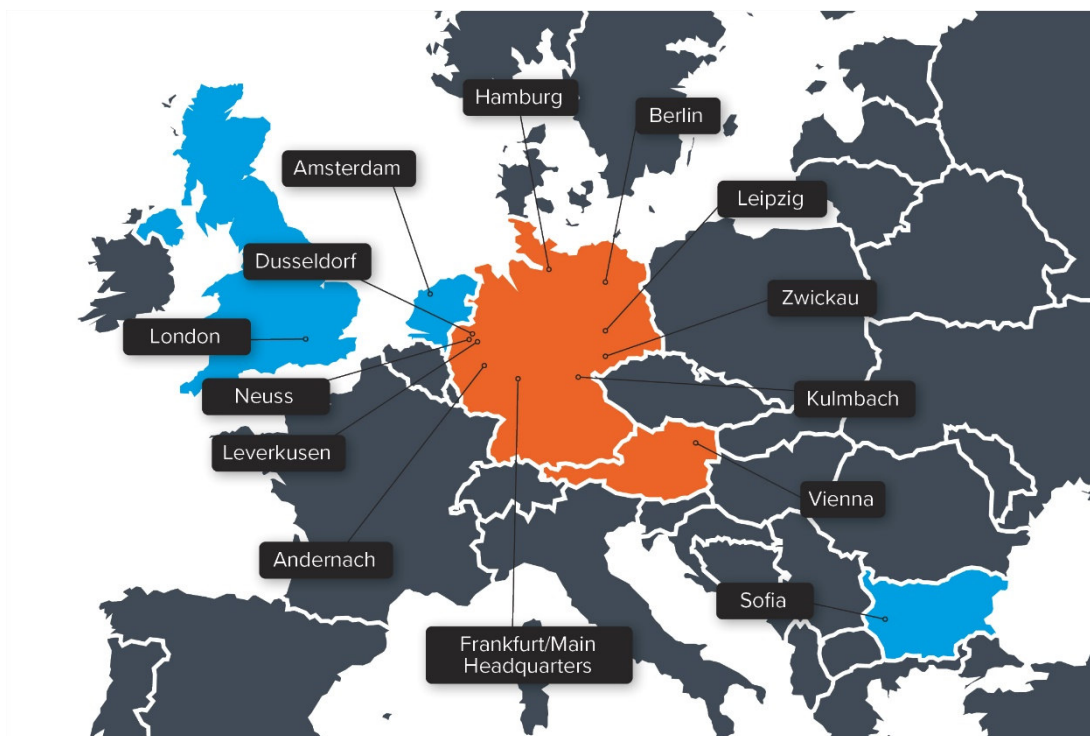 Hamburg
Berlin
Amsterdam
Leipzig
Dusseldorf
Zwickau
London
Neuss
Kulmbach
Leverkusen
Vienna
Andernach
Sofia
Frankfurt/Main
Headquarters